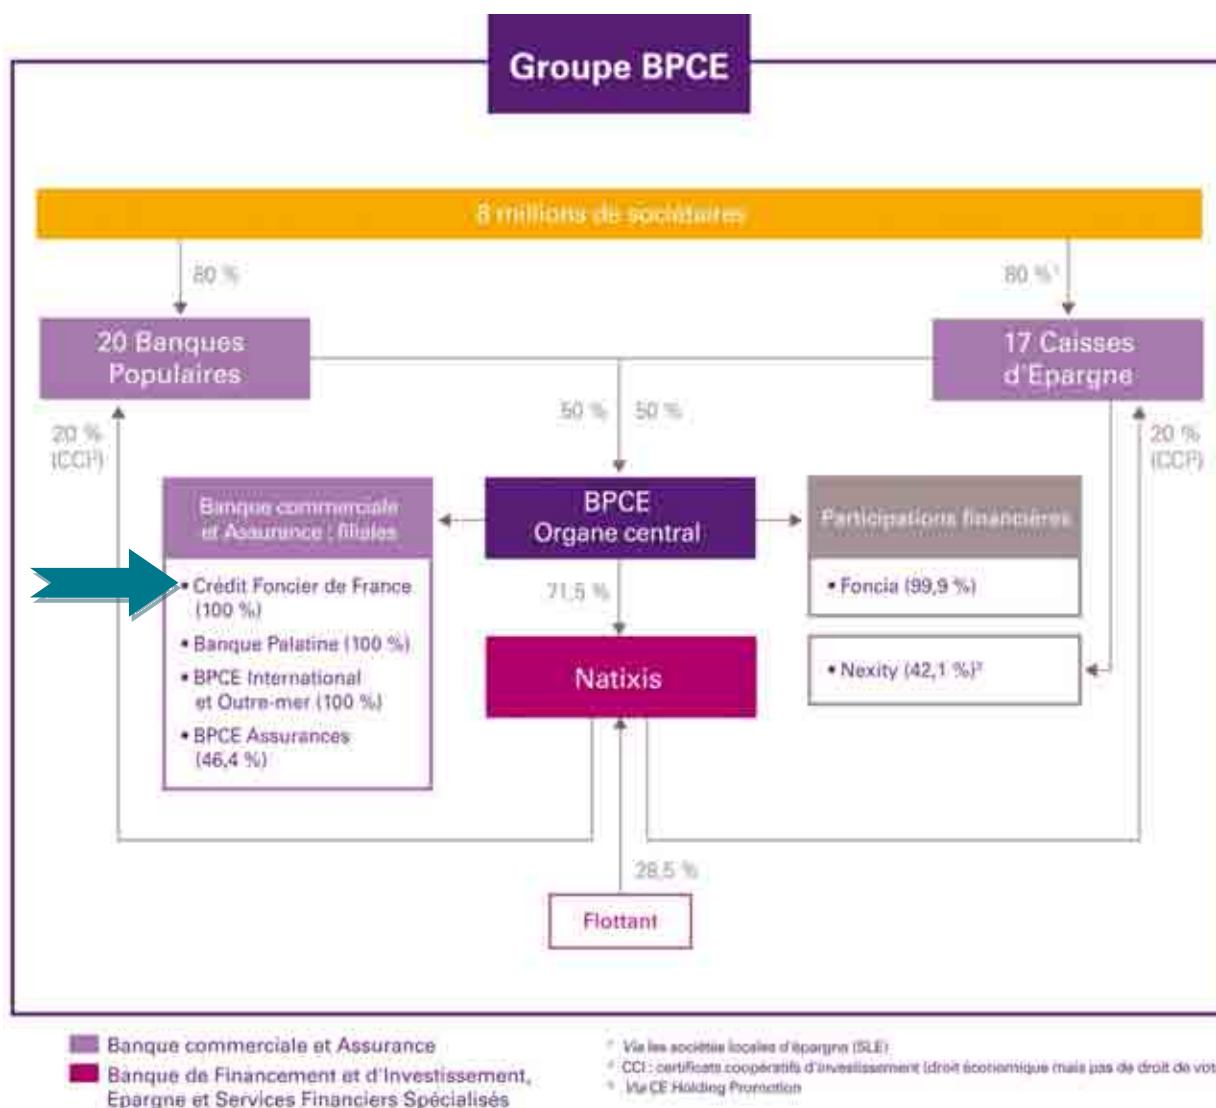 Groupe BPCE
8 millions de sociétaires
80 %
80 %¹
20 Banques
Populaires
17 Caisses
d'Epargne
50 %
50 %
20 %
(CCI²)
20 %
(CCI²)
Banque commerciale
et Assurance : filiales
BPCE
Organe central
Participations financières
• Crédit Foncier de France
(100 %)
• Banque Palatine (100 %)
• BPCE International
et Outre-mer (100 %)
• BPCE Assurances
(46,4 %)
71,5 %
• Foncia (99,9 %)
Natixis
• Nexity (42,1 %)³
28,5 %
Flottant
Banque commerciale et Assurance
Banque de Financement et d'Investissement,
Epargne et Services Financiers Spécialisés
¹ Via les sociétés locales d'épargne (SLE)
² CCI : certificats coopératifs d'investissement (droit économique mais pas de droit de vot
³ Via CE Holding Promotion